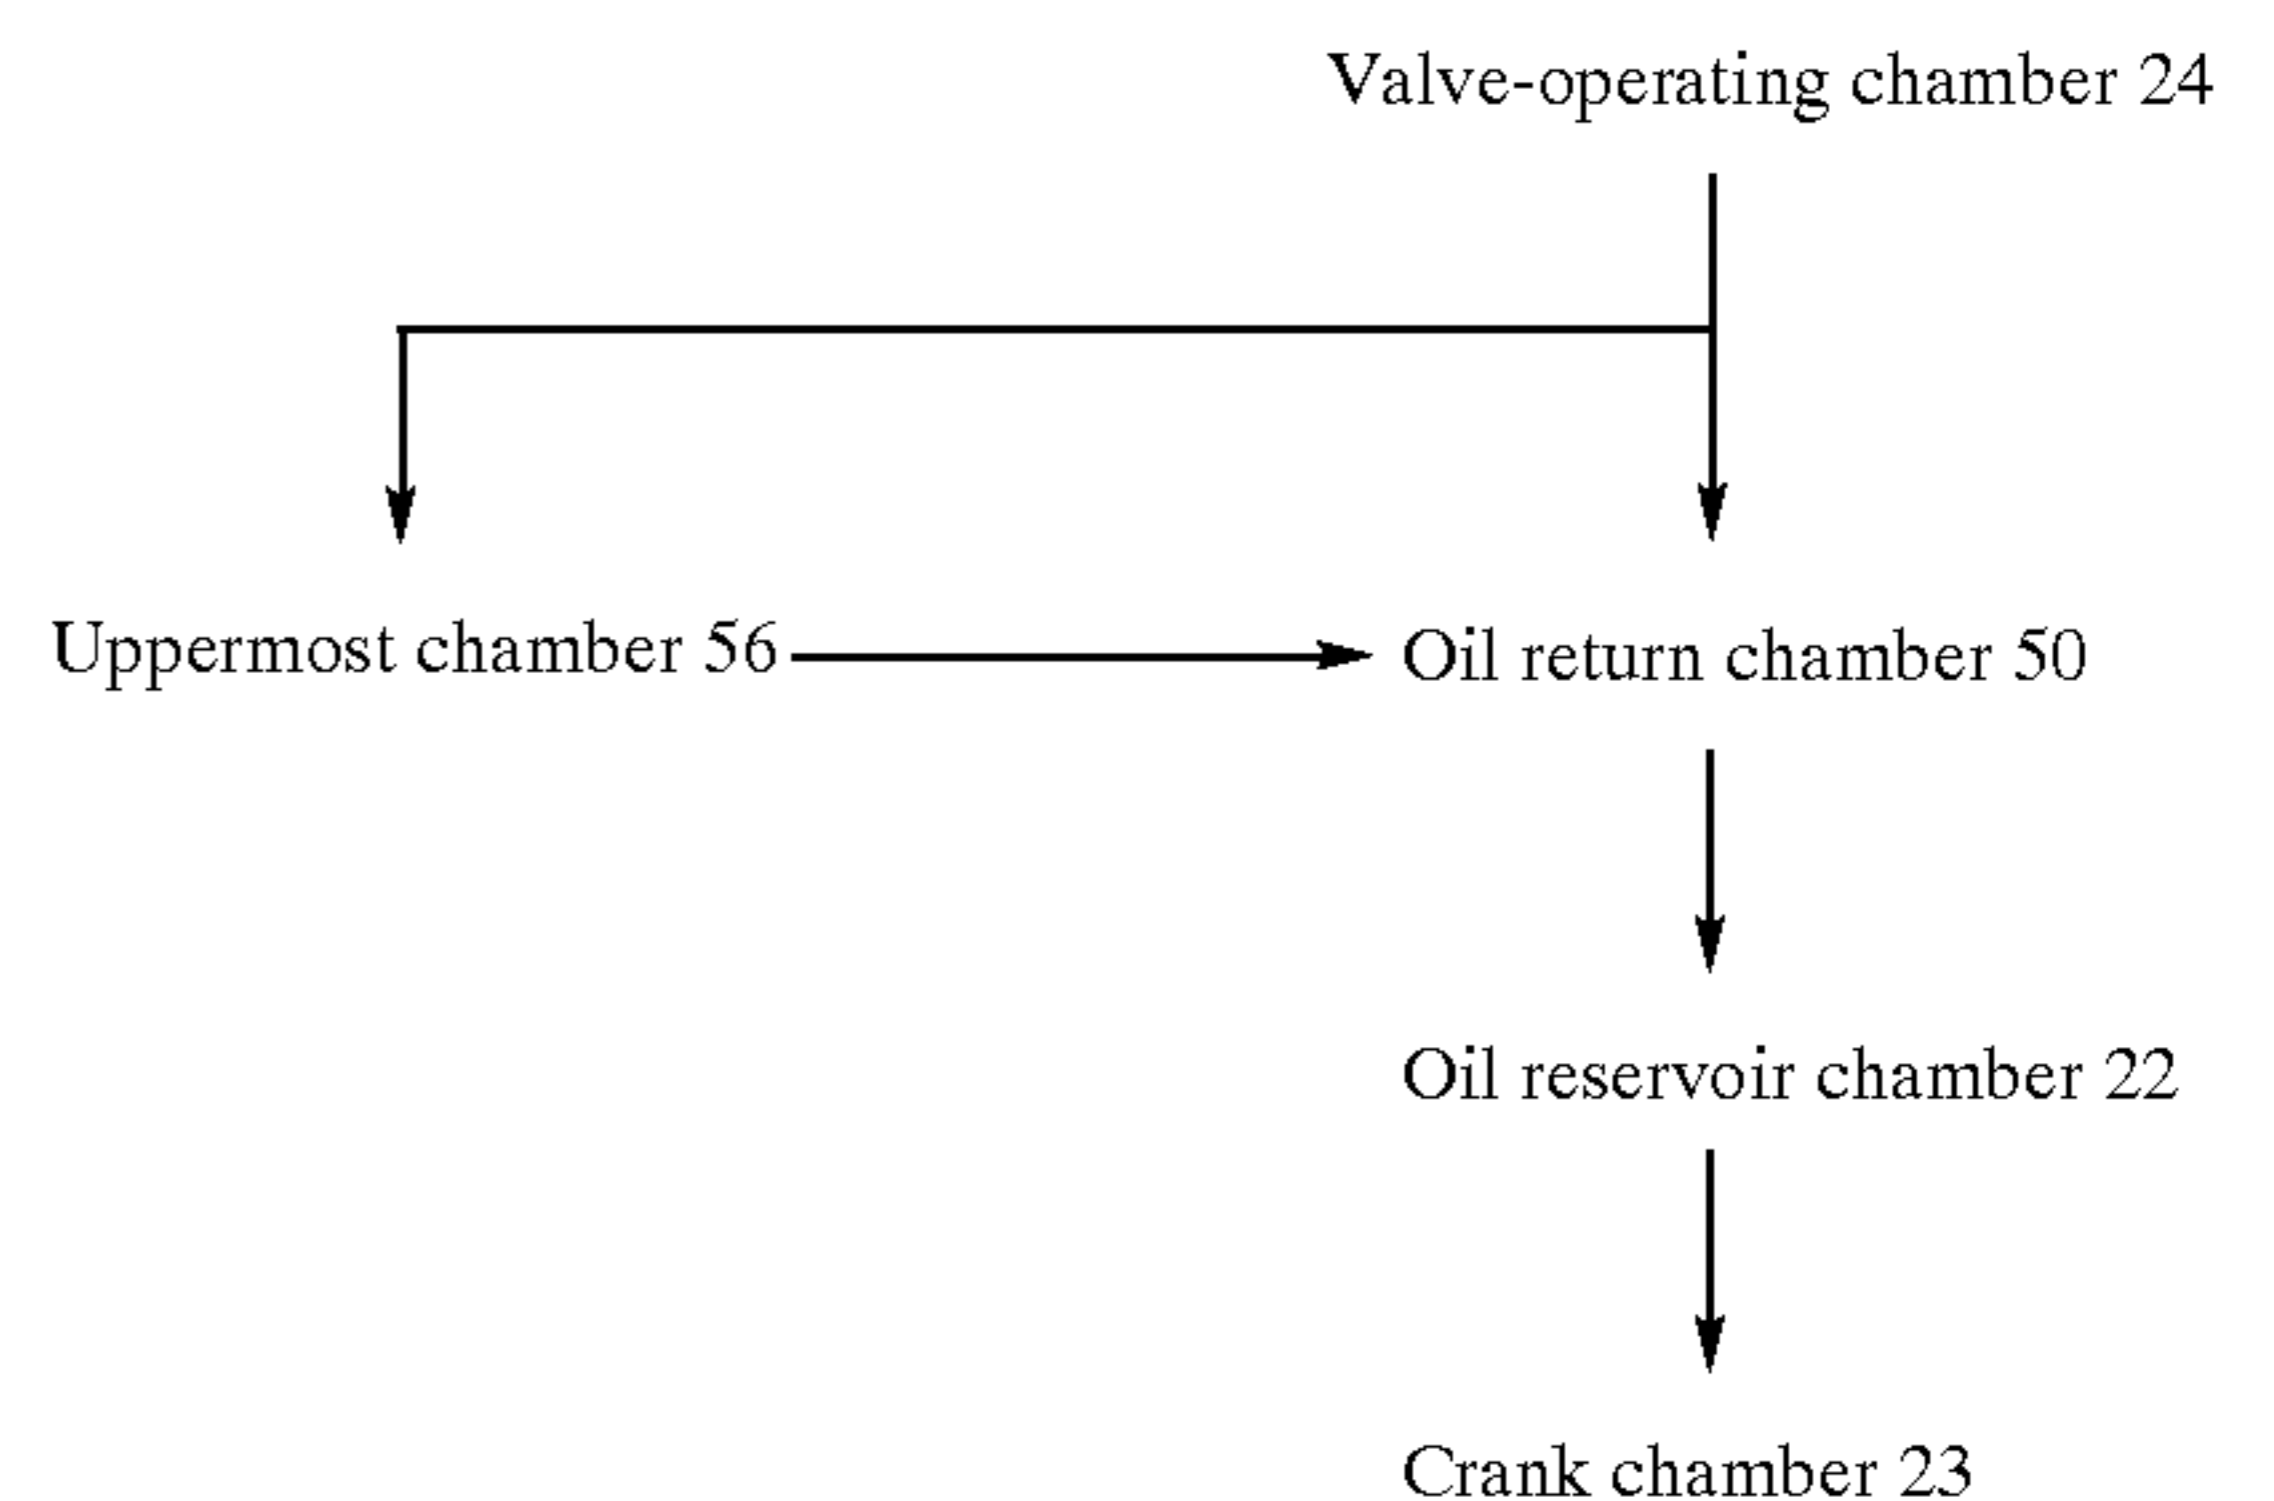 Valve-operating chamber 24
Uppermost chamber 56
Oil return chamber 50
Oil reservoir chamber 22
Crank chamber 23